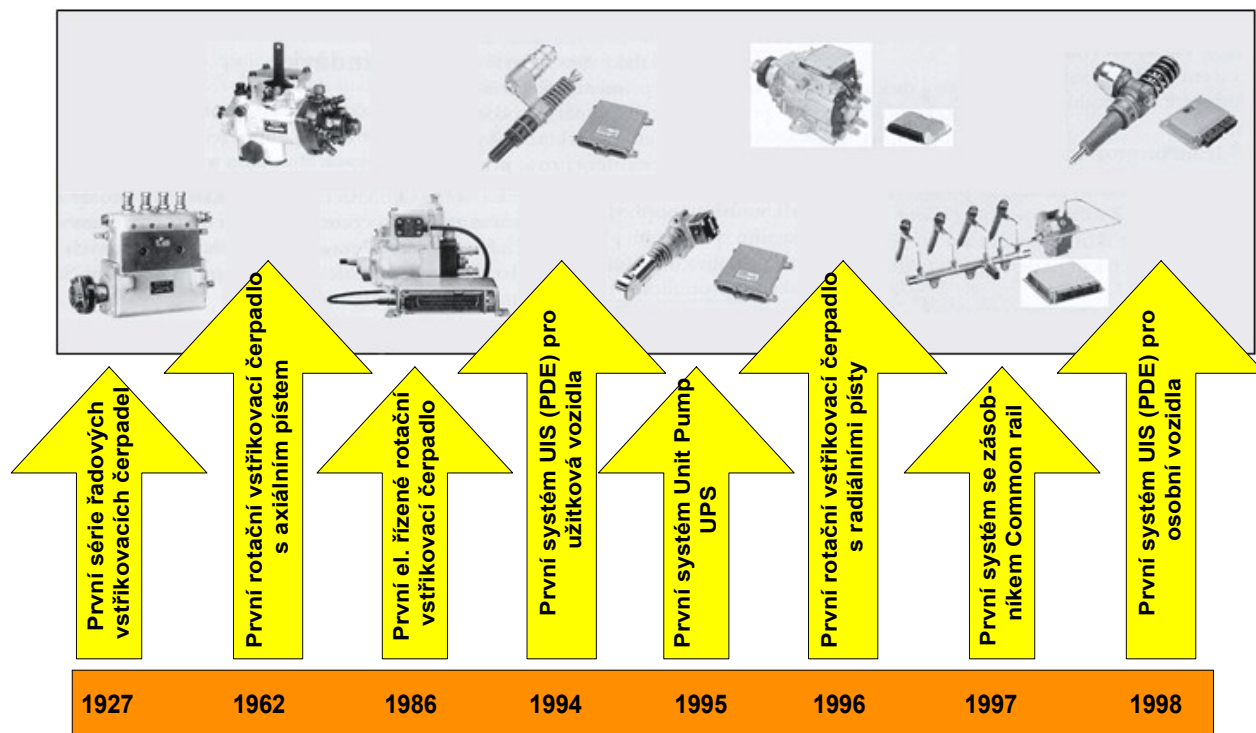 První série řadových
vstřikovacích čerpadel
První rotační vstřikovací čerpadlo
s axiálním pístem
První el. řízené rotační
vstřikovací čerpadlo
První systém UIS (PDE) pro
užitková vozidla
První systém Unit Pump
UPS
První rotační vstřikovací čerpadlo
s radiálními písty
První systém se zásob-
níkem Common rail
První systém UIS (PDE) pro
osobní vozidla
1927
1962
1986
1994
1995
1996
1997
1998